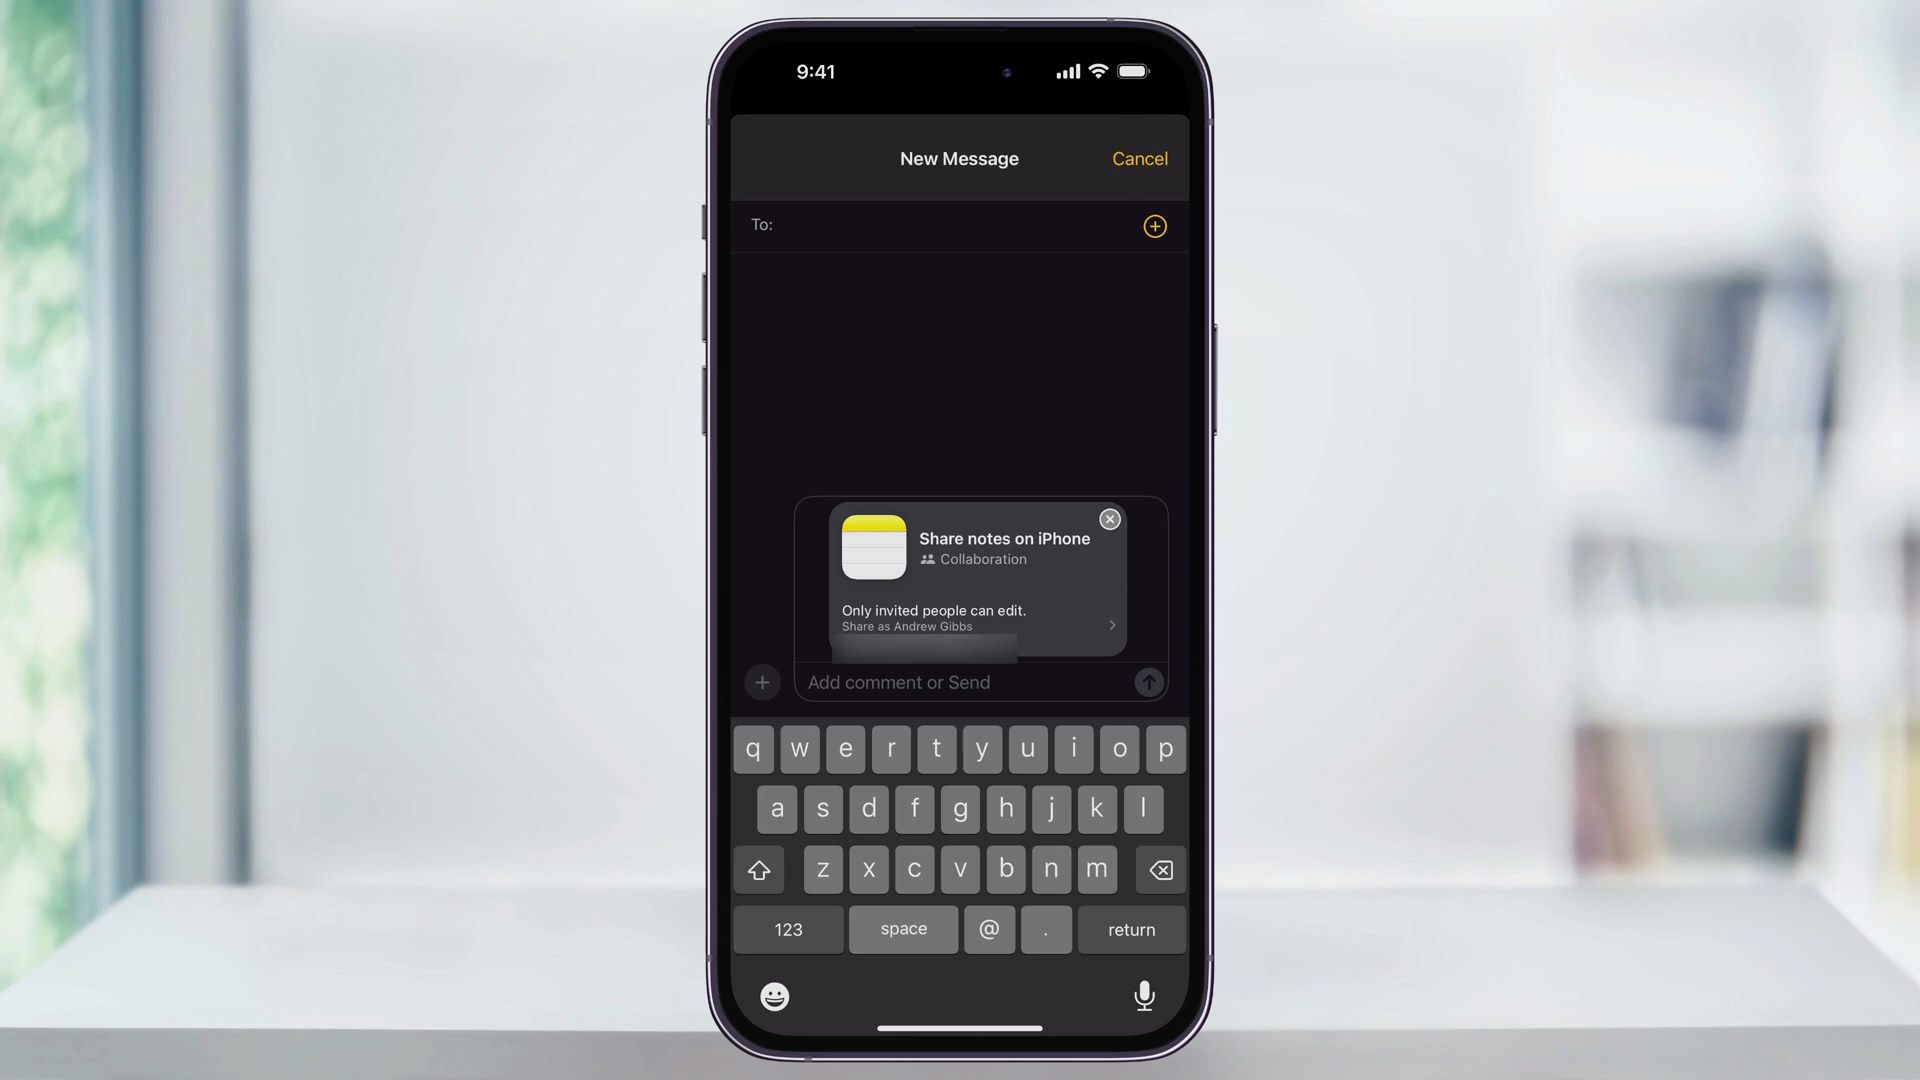 9:41
New Message
Cancel
To:
Share notes on iPhone
Collaboration
Only invited people can edit.
Share as Andrew Gibbs
Add comment or Send
q w e r t y u i o p
a s d f g h j k l
z x c v b n m
123 space @ . return